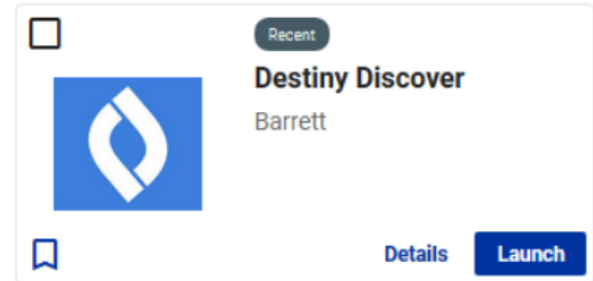 Recent
Destiny Discover
Barrett
Details
Launch